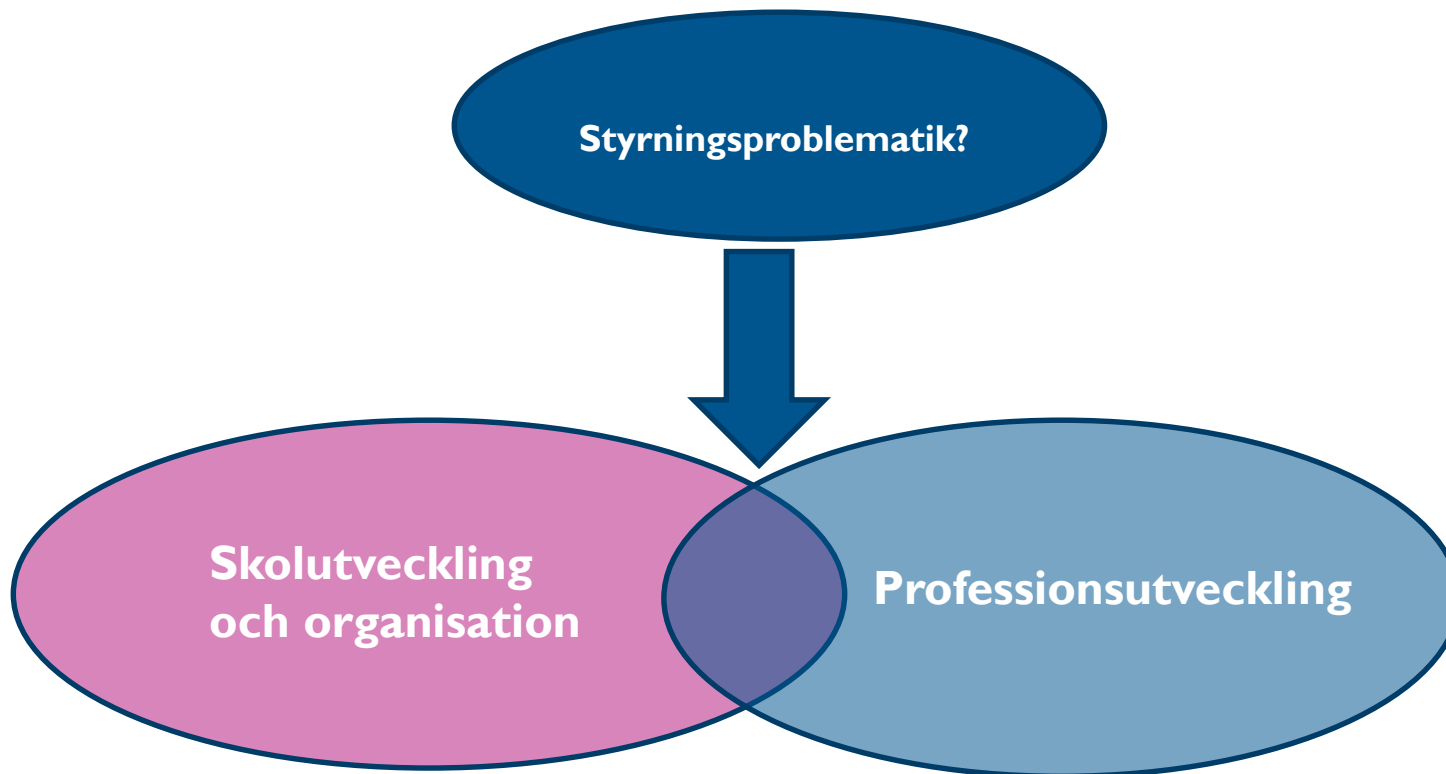 Styrningsproblematik?
Skolutveckling
och organisation
Professionsutveckling